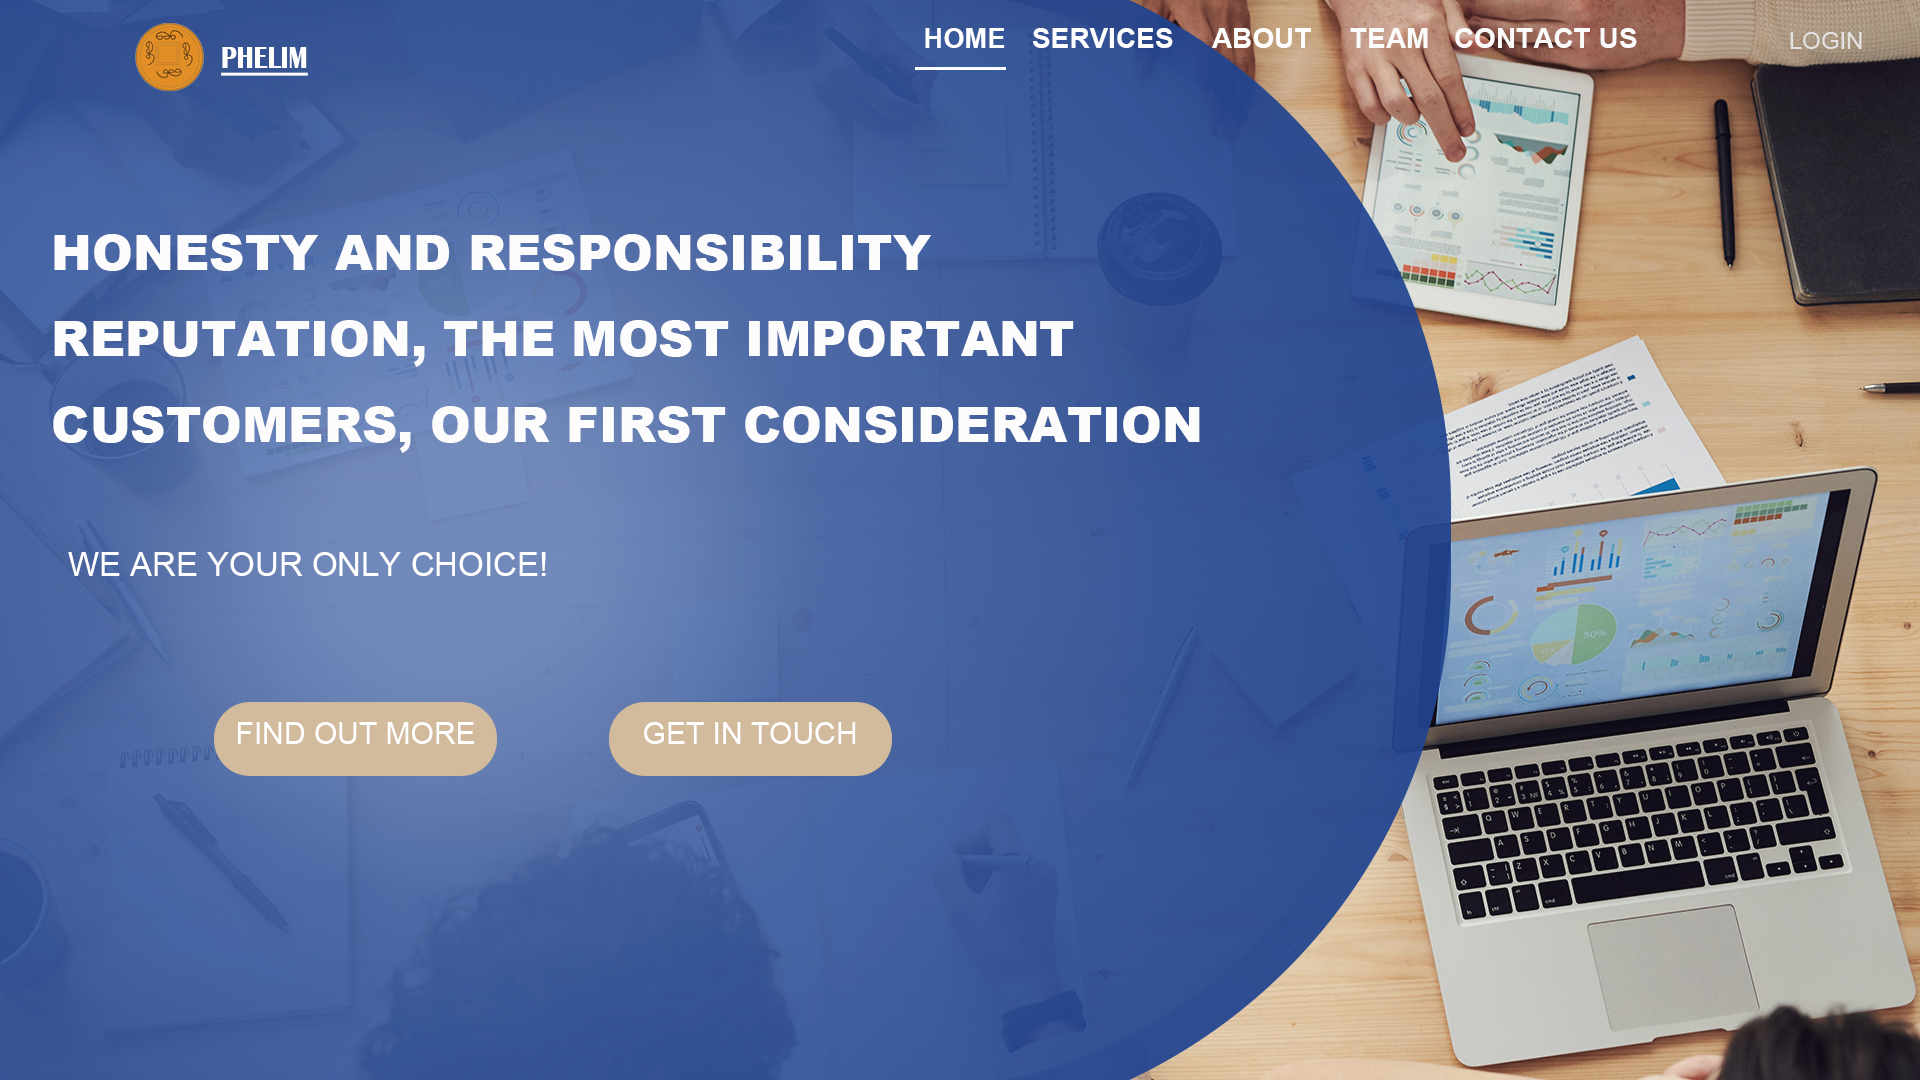 PHELIM
HOME SERVICES ABOUT TEAM CONTACT US LOGIN
HONESTY AND RESPONSIBILITY
REPUTATION, THE MOST IMPORTANT
CUSTOMERS, OUR FIRST CONSIDERATION
WE ARE YOUR ONLY CHOICE!
FIND OUT MORE GET IN TOUCH
50%